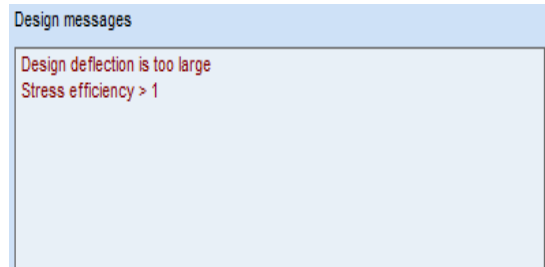 Design messages
Design deflection is too large
Stress efficiency > 1